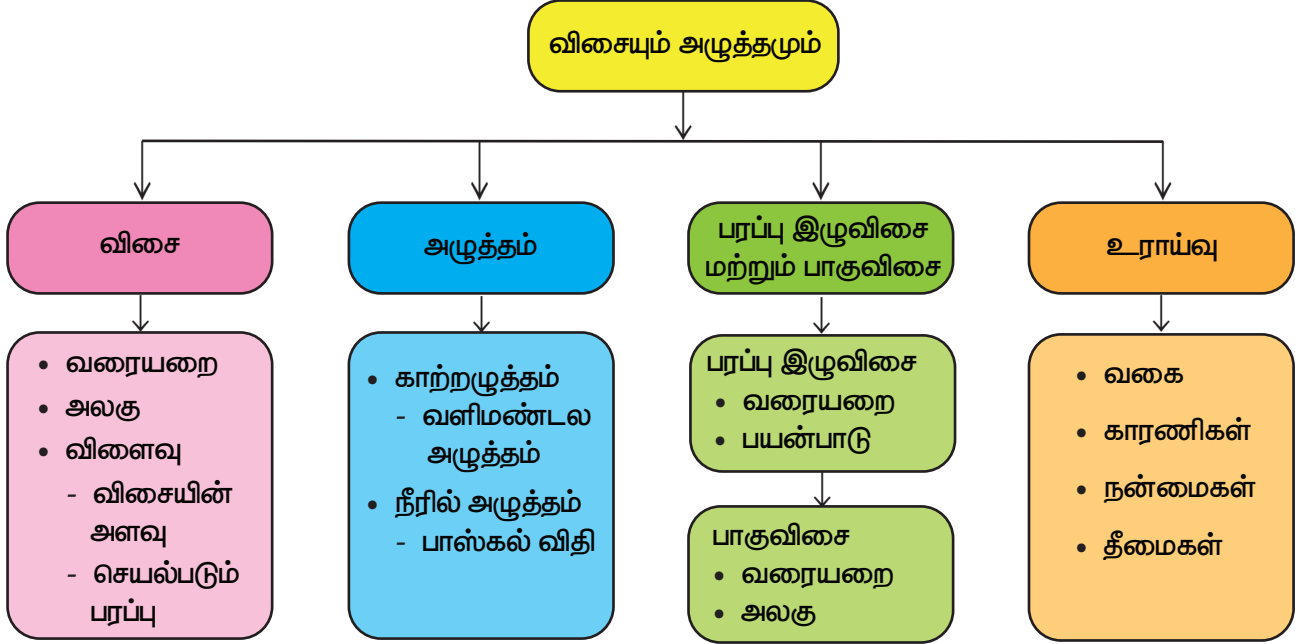 விசையும் அழுத்தமும்
விசை
• வரையறை
• அலகு
• விளைவு
- விசையின்
அளவு
- செயல்படும்
பரப்பு
அழுத்தம்
• காற்றழுத்தம்
- வளிமண்டல
அழுத்தம்
• நீரில் அழுத்தம்
- பாஸ்கல் விதி
பரப்பு இழுவிசை
மற்றும் பாகுவிசை
பரப்பு இழுவிசை
• வரையறை
• பயன்பாடு
பாகுவிசை
• வரையறை
• அலகு
உராய்வு
• வகை
• காரணிகள்
• நன்மைகள்
• தீமைகள்